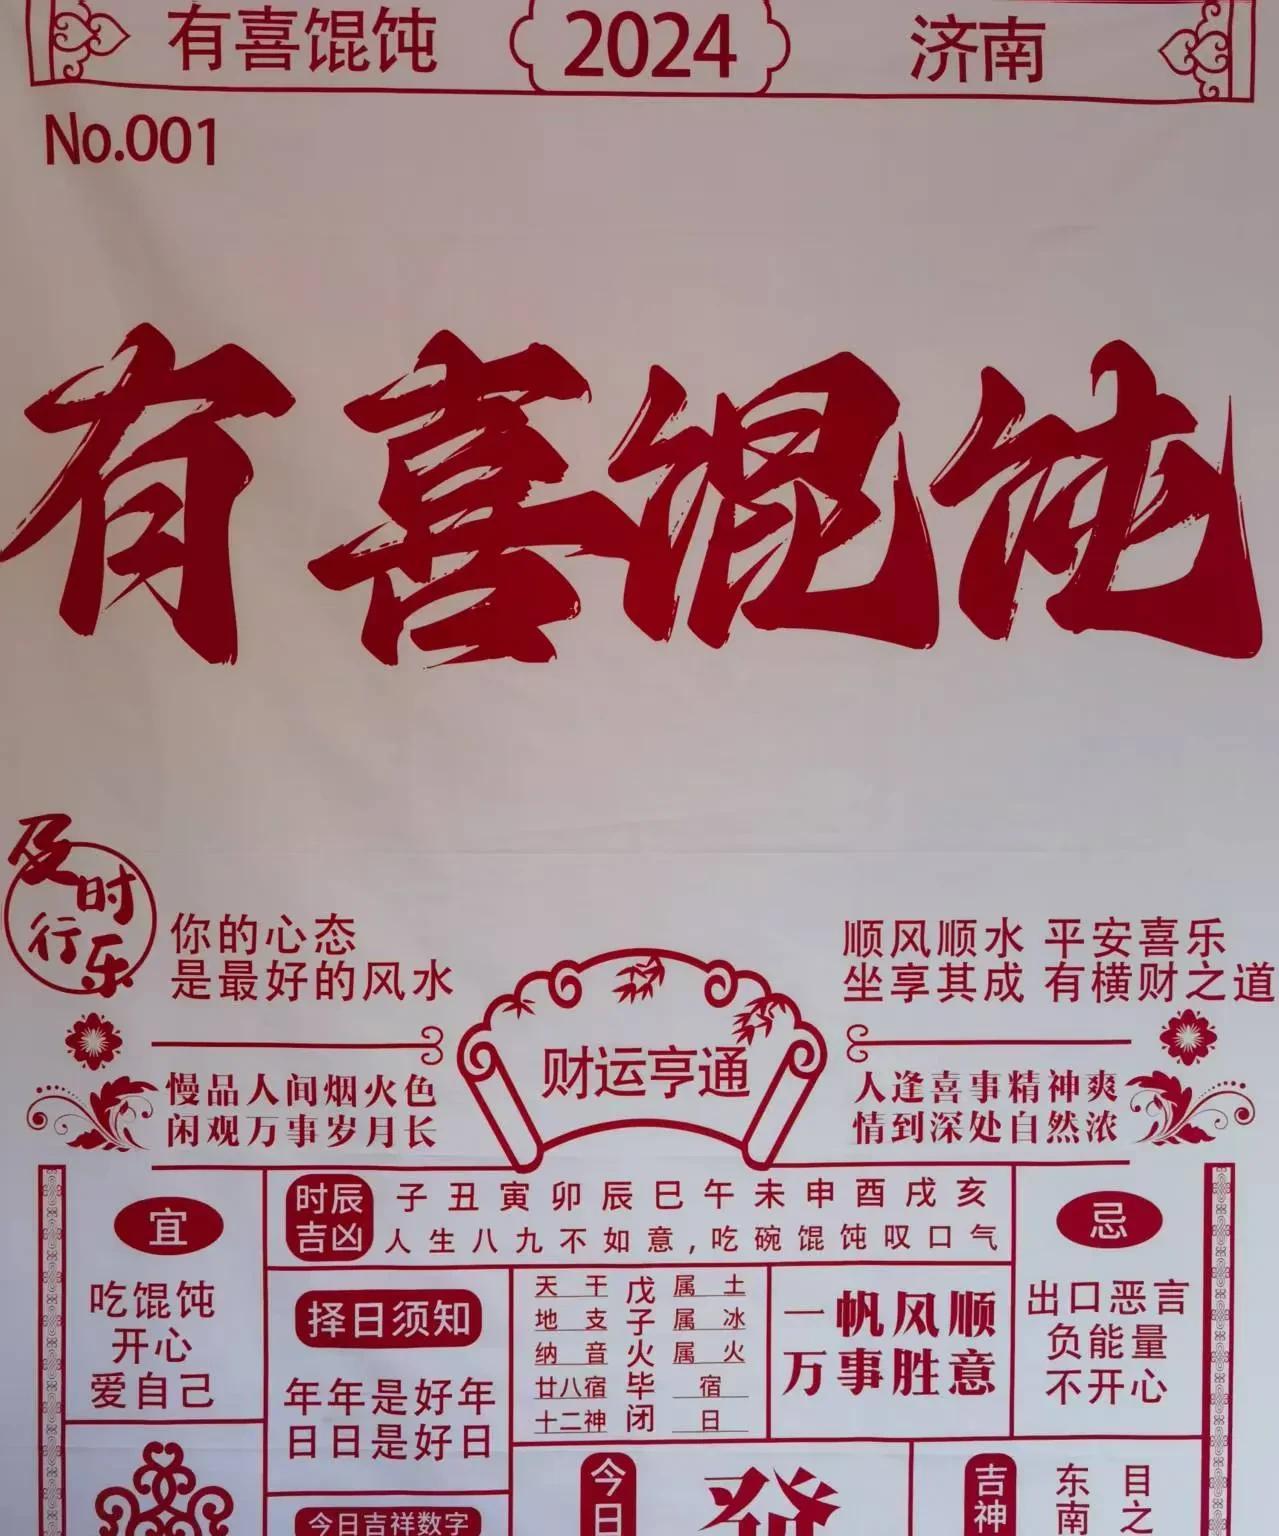 有喜馄饨 2024 济南
No.001
有喜馄饨
及时行乐
你的心态
是最好的风水
顺风顺水 平安喜乐
坐享其成 有横财之道
财运亨通
慢品人间烟火色
闲观万事岁月长
人逢喜事精神爽
情到深处自然浓
宜
吃馄饨
开心
爱自己
时辰吉凶
子 丑 寅 卯 辰 巳 午 未 申 酉 戌 亥
人生八九不如意,吃碗馄饨叹口气
忌
出口恶言
负能量
不开心
择日须知
年年是好年
日日是好日
天干 戊 属土
地支 子 属冰
纳音 火 属火
廿八宿 毕 宿
十二神 闭 日
一帆风顺
万事胜意
今日吉祥数字
今日
發
吉神
东南
目之